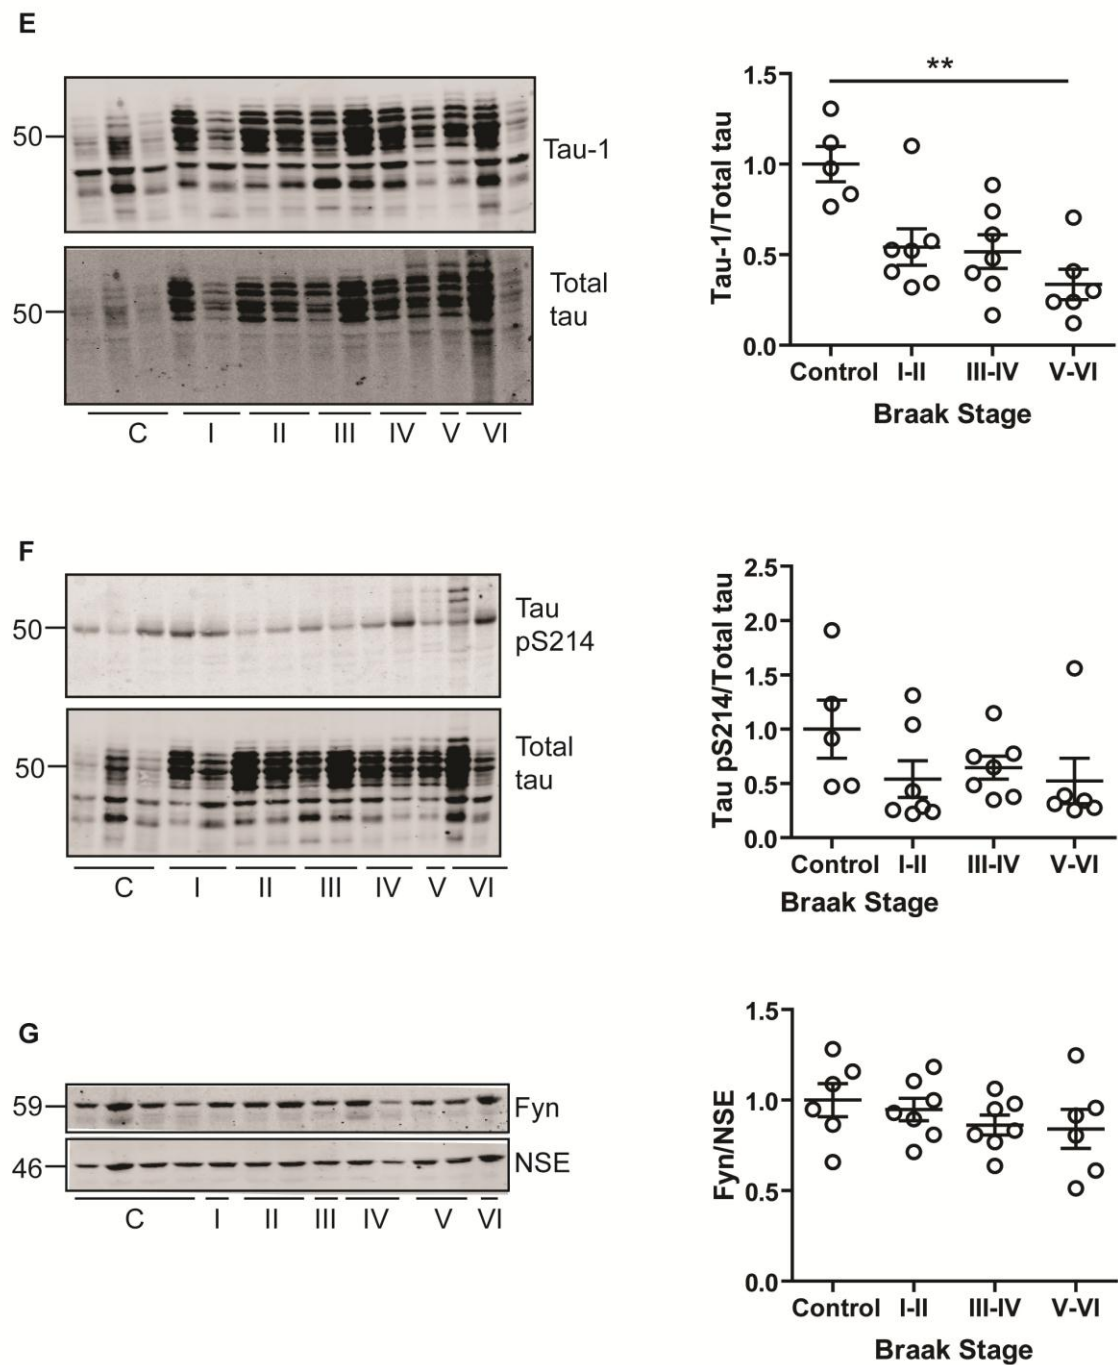 E
50
Tau-1
50
Total
tau
C I II III IV V VI
**
1.5
1.0
0.5
0.0
Tau-1/Total tau
Control I-II III-IV V-VI
Braak Stage
F
50
Tau
pS214
50
Total
tau
C I II III IV V VI
2.5
2.0
1.5
1.0
0.5
0.0
Tau pS214/Total tau
Control I-II III-IV V-VI
Braak Stage
G
59
Fyn
46
NSE
C I II III IV V VI
1.5
1.0
0.5
0.0
Fyn/NSE
Control I-II III-IV V-VI
Braak Stage